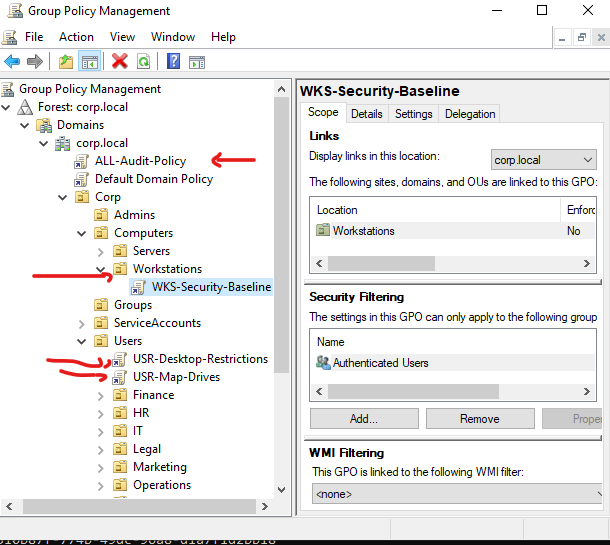 Group Policy Management
File Action View Window Help
Group Policy Management
Forest: corp.local
Domains
corp.local
ALL-Audit-Policy
Default Domain Policy
Corp
Admins
Computers
Servers
Workstations
WKS-Security-Baseline
Groups
ServiceAccounts
Users
USR-Desktop-Restrictions
USR-Map-Drives
Finance
HR
IT
Legal
Marketing
Operations
WKS-Security-Baseline
Scope Details Settings Delegation
Links
Display links in this location: corp.local
The following sites, domains, and OUs are linked to this GPO:
Location Enforc
Workstations No
Security Filtering
The settings in this GPO can only apply to the following group
Name
Authenticated Users
Add... Remove Proper
WMI Filtering
This GPO is linked to the following WMI filter:
<none>